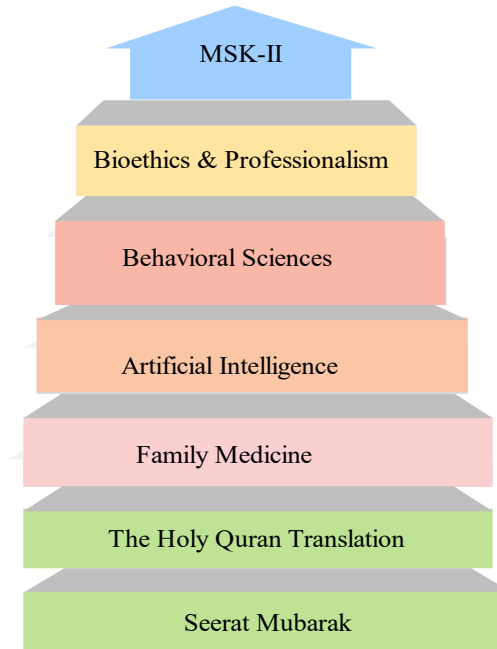 MSK-II
Bioethics & Professionalism
Behavioral Sciences
Artificial Intelligence
Family Medicine
The Holy Quran Translation
Seerat Mubarak